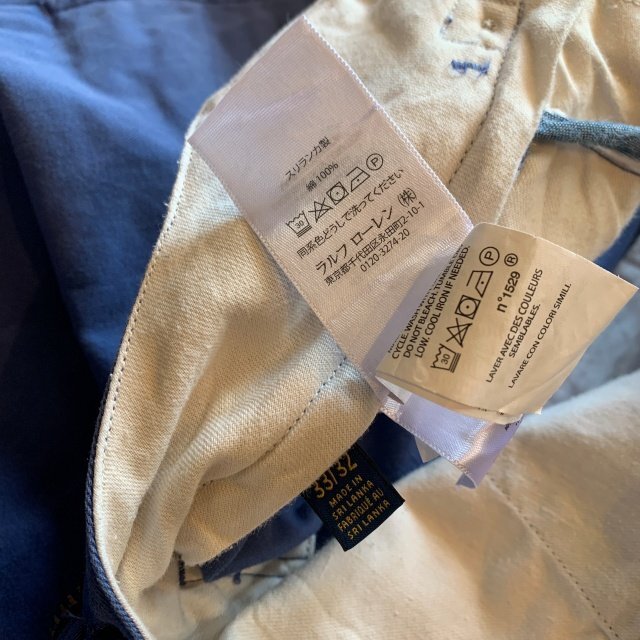 スリランカ製
綿 100%
同系色どうしで洗ってください
ラルフ ローレン (株)
東京都千代田区永田町2-10-1
0120-3274-20
CYCLE WASH
DO NOT BLEACH TUMBLE
LOW, COOL IRON IF NEEDED.
30
n°1529 ®
LAVER AVEC DES COULEURS
SEMBLABLES.
LAVARE CON COLORI SIMILI
33/32
MADE IN
SRI LANKA
FABRIQUÉ AU
SRI LANKA